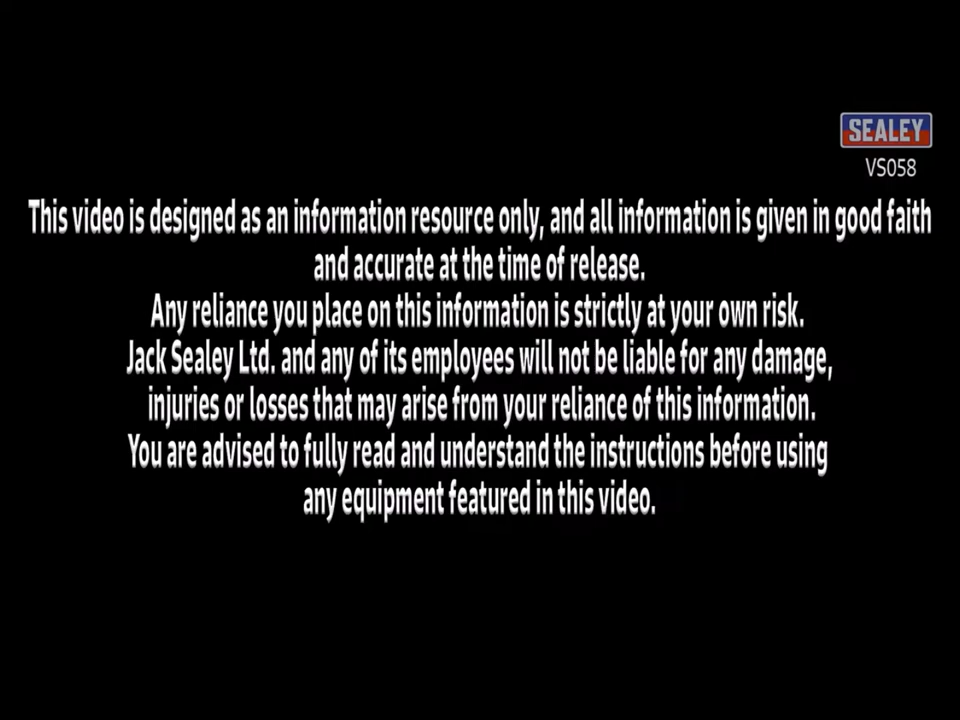 SEALEY
VS058
This video is designed as an information resource only, and all information is given in good faith
and accurate at the time of release.
Any reliance you place on this information is strictly at your own risk.
Jack Sealey Ltd. and any of its employees will not be liable for any damage,
injuries or losses that may arise from your reliance of this information.
You are advised to fully read and understand the instructions before using
any equipment featured in this video.